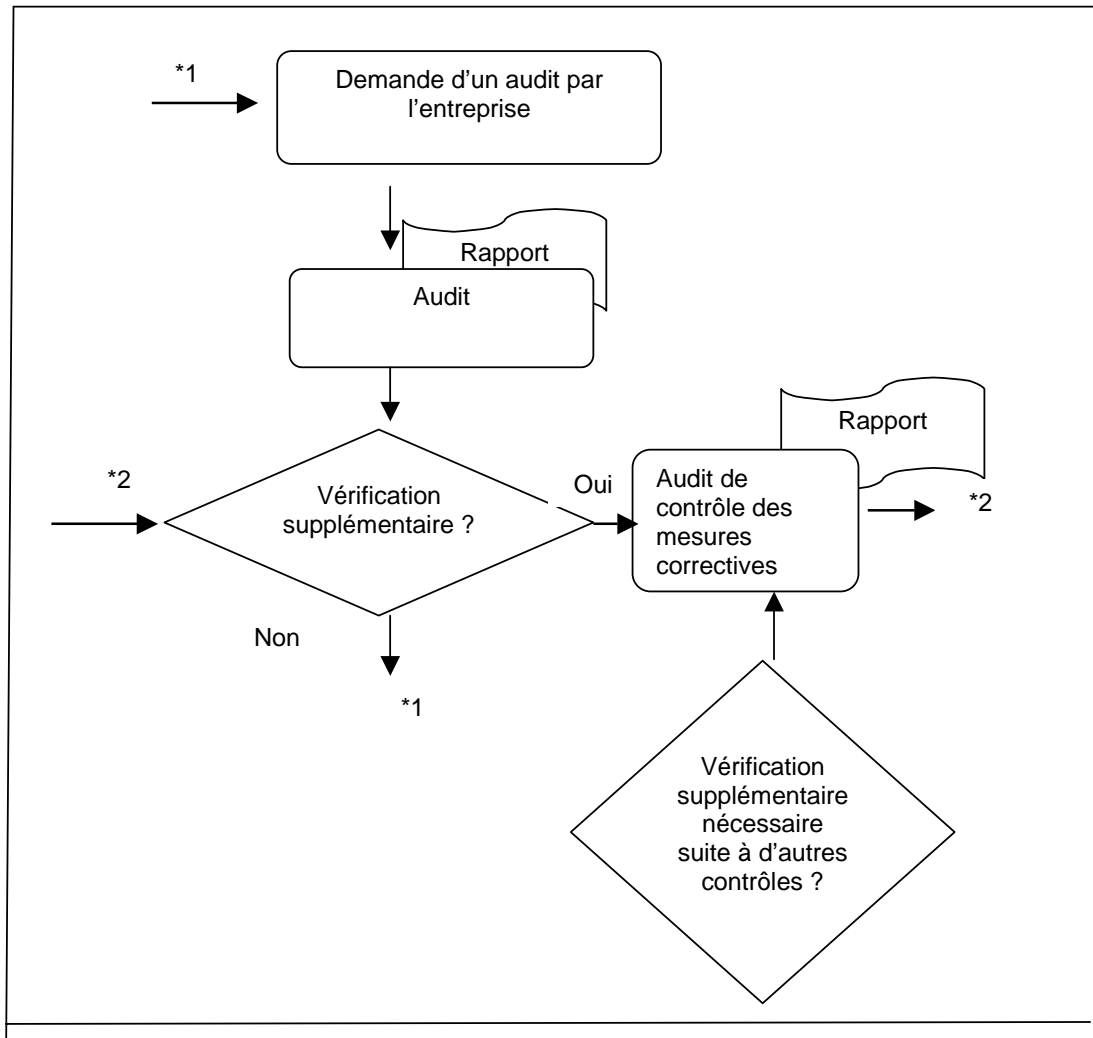 *1
Demande d'un audit par
l'entreprise
Rapport
Audit
Rapport
*2
Vérification
supplémentaire ?
Oui
Audit de
contrôle des
mesures
correctives
*2
Non
*1
Vérification
supplémentaire
nécessaire
suite à d'autres
contrôles ?